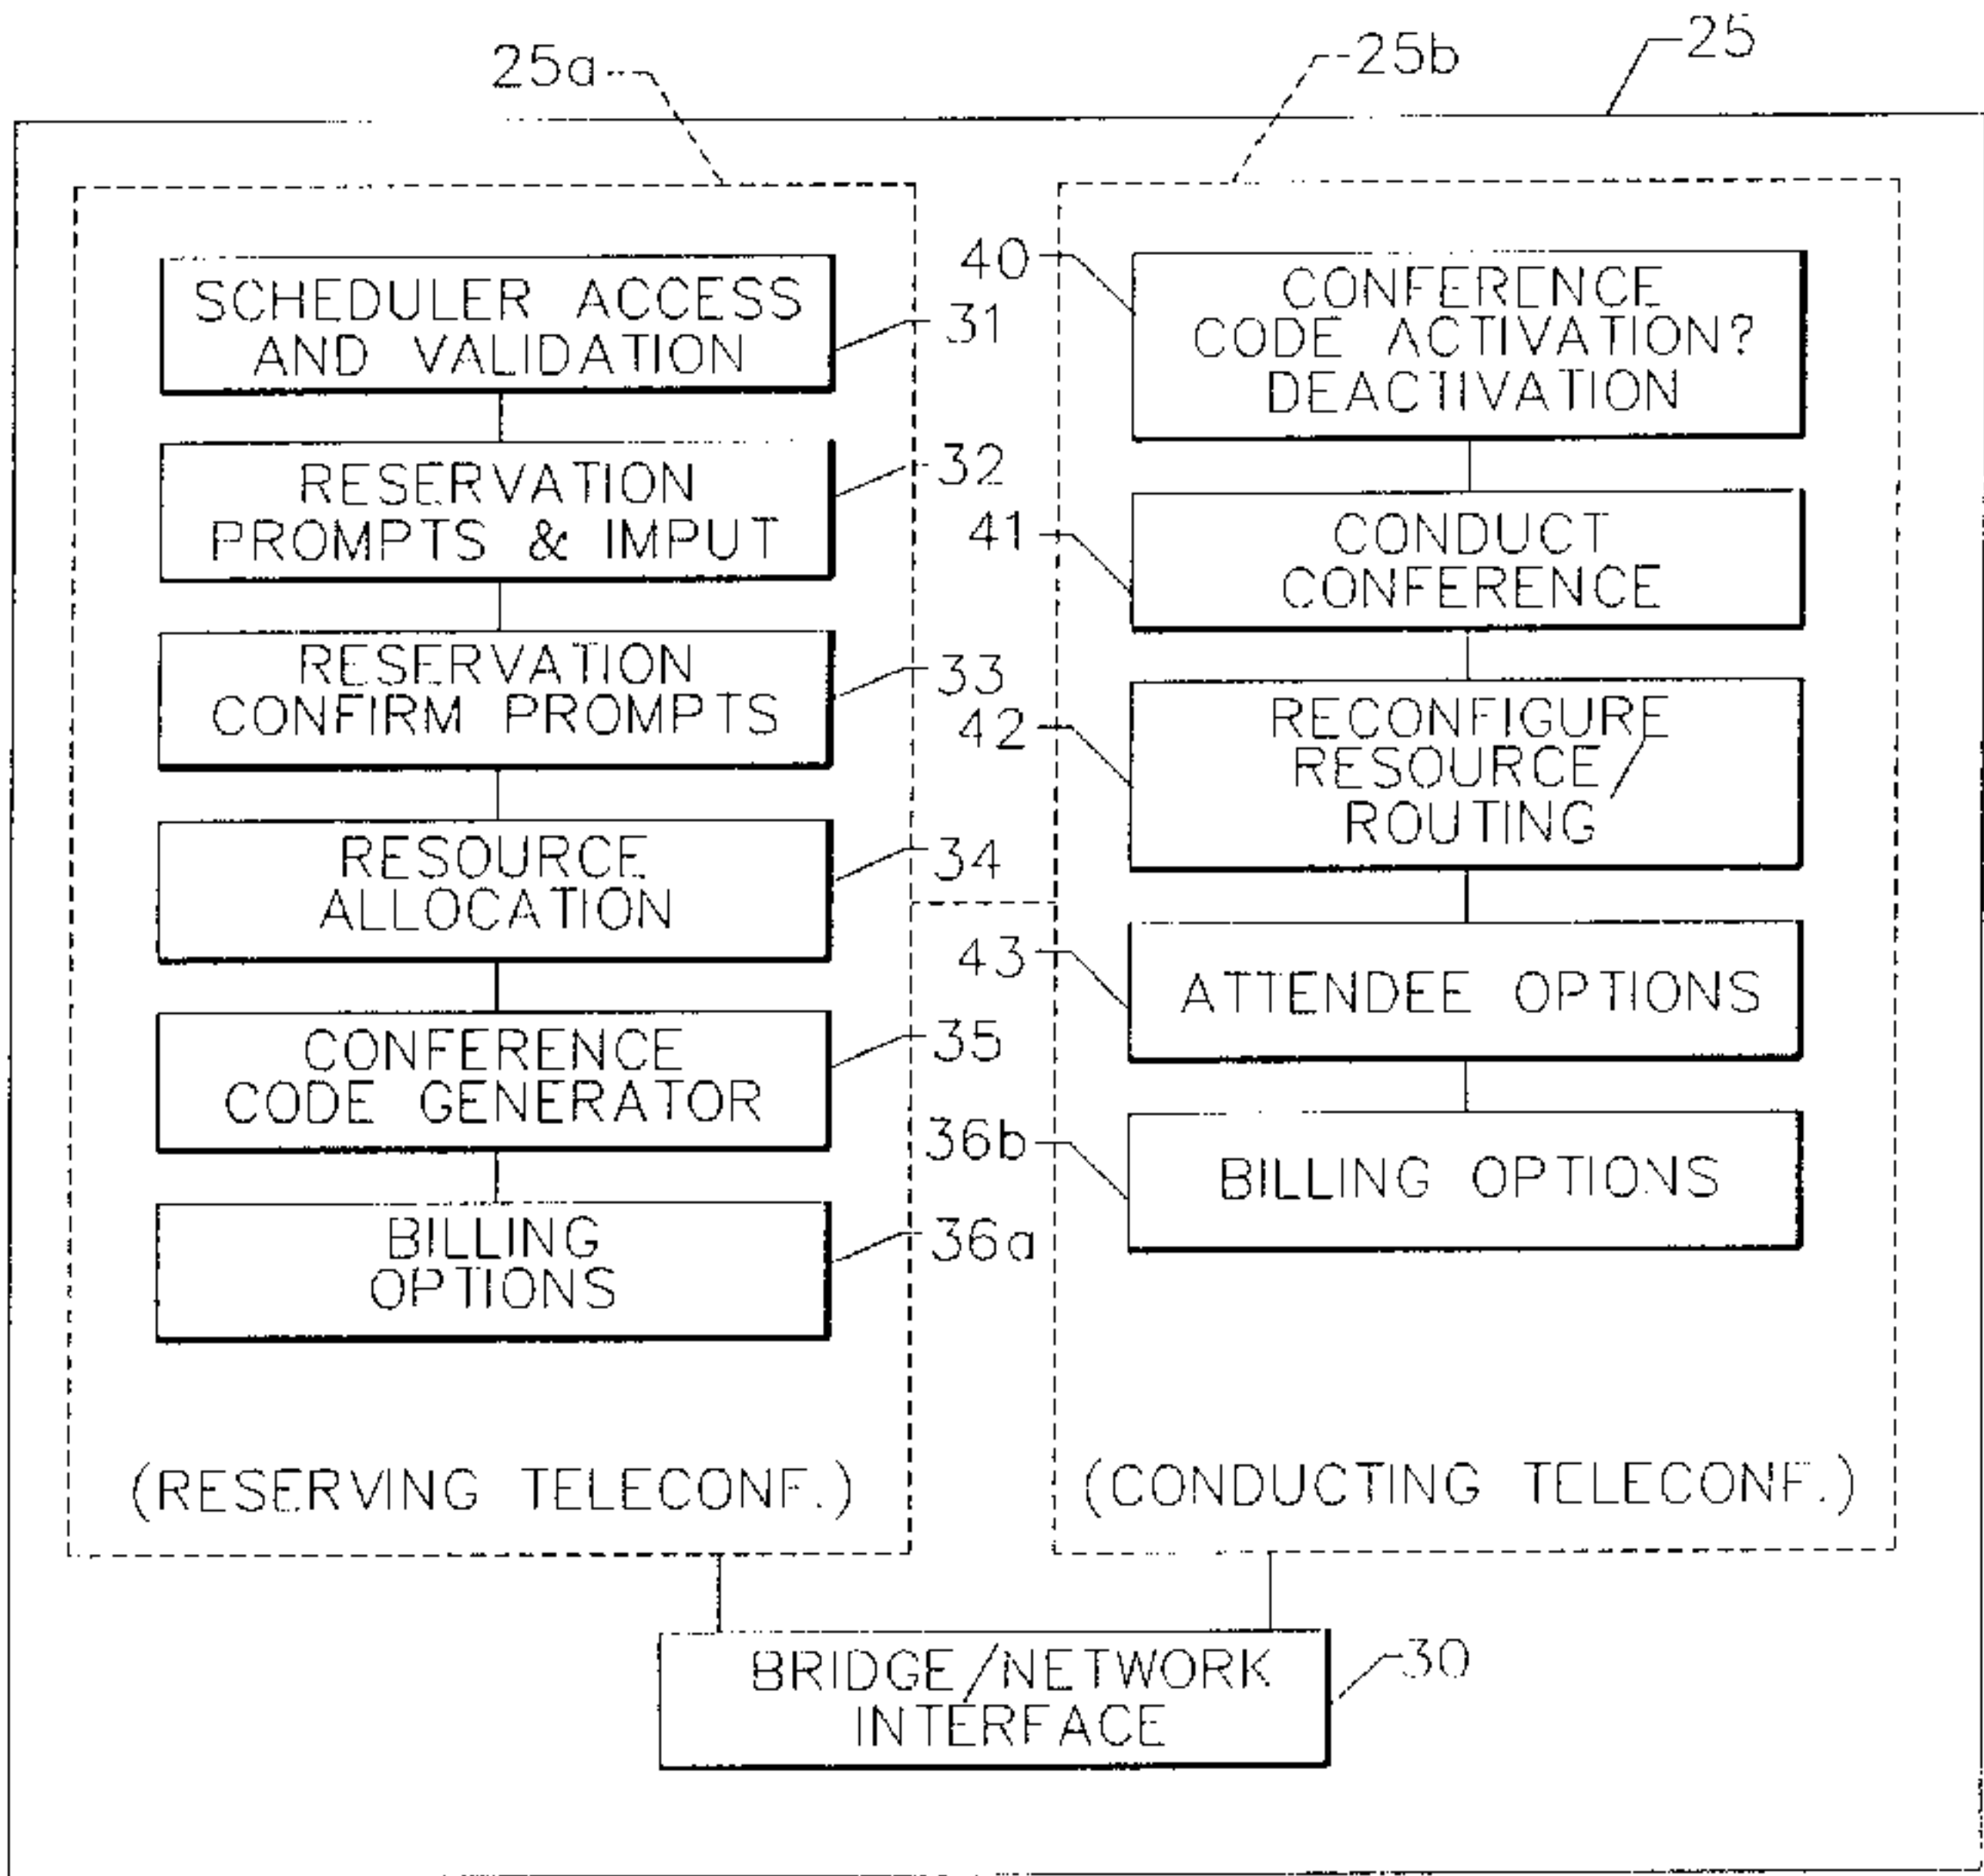 25a
25b
25
SCHEDULER ACCESS
AND VALIDATION
31
RESERVATION
PROMPTS & IMPUT
32
RESERVATION
CONFIRM PROMPTS
33
RESOURCE
ALLOCATION
34
CONFERENCE
CODE GENERATOR
35
BILLING
OPTIONS
36a
(RESERVING TELECONF.)
40
CONFERENCE
CODE ACTIVATION?
DEACTIVATION
41
CONDUCT
CONFERENCE
42
RECONFIGURE
RESOURCE/
ROUTING
43
ATTENDEE OPTIONS
36b
BILLING OPTIONS
(CONDUCTING TELECONF.)
BRIDGE/NETWORK
INTERFACE
30